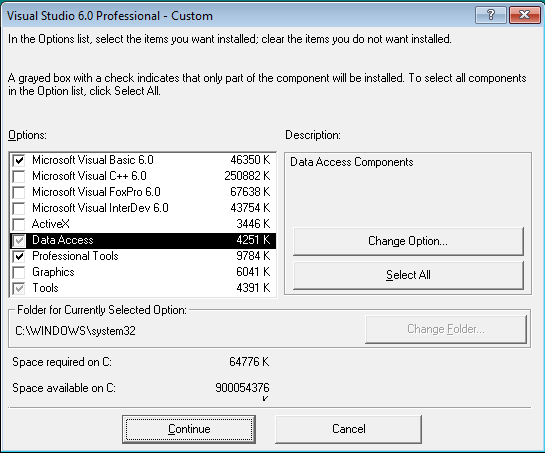 Visual Studio 6.0 Professional - Custom
In the Options list, select the items you want installed; clear the items you do not want installed.
A grayed box with a check indicates that only part of the component will be installed. To select all components
in the Option list, click Select All.
Options:
Description:
Microsoft Visual Basic 6.0 46350 K
Microsoft Visual C++ 6.0 250882 K
Microsoft Visual FoxPro 6.0 67638 K
Microsoft Visual InterDev 6.0 43754 K
ActiveX 3446 K
Data Access 4251 K
Professional Tools 9784 K
Graphics 6041 K
Tools 4391 K
Data Access Components
Change Option...
Select All
Folder for Currently Selected Option:
C:\WINDOWS\system32
Change Folder...
Space required on C: 64776 K
Space available on C: 900054376
Continue
Cancel